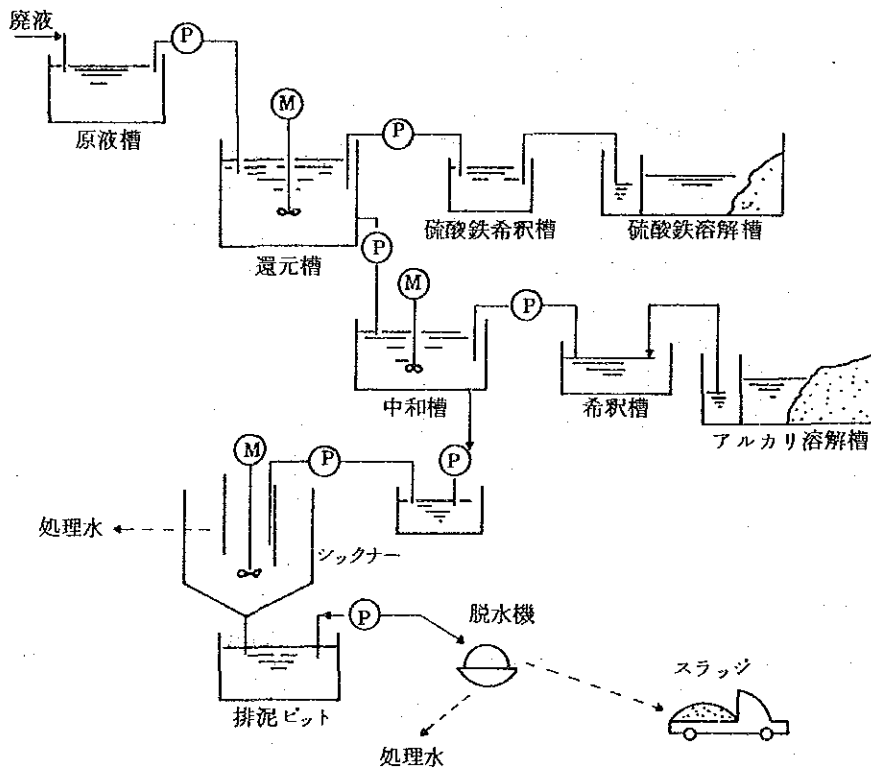 廃液
P
原液槽
M
P
硫酸鉄希釈槽
硫酸鉄溶解槽
還元槽
P
M
P
中和槽
希釈槽
アルカリ溶解槽
M
P
P
処理水
シックナー
P
脱水機
スラッジ
排泥ピット
処理水